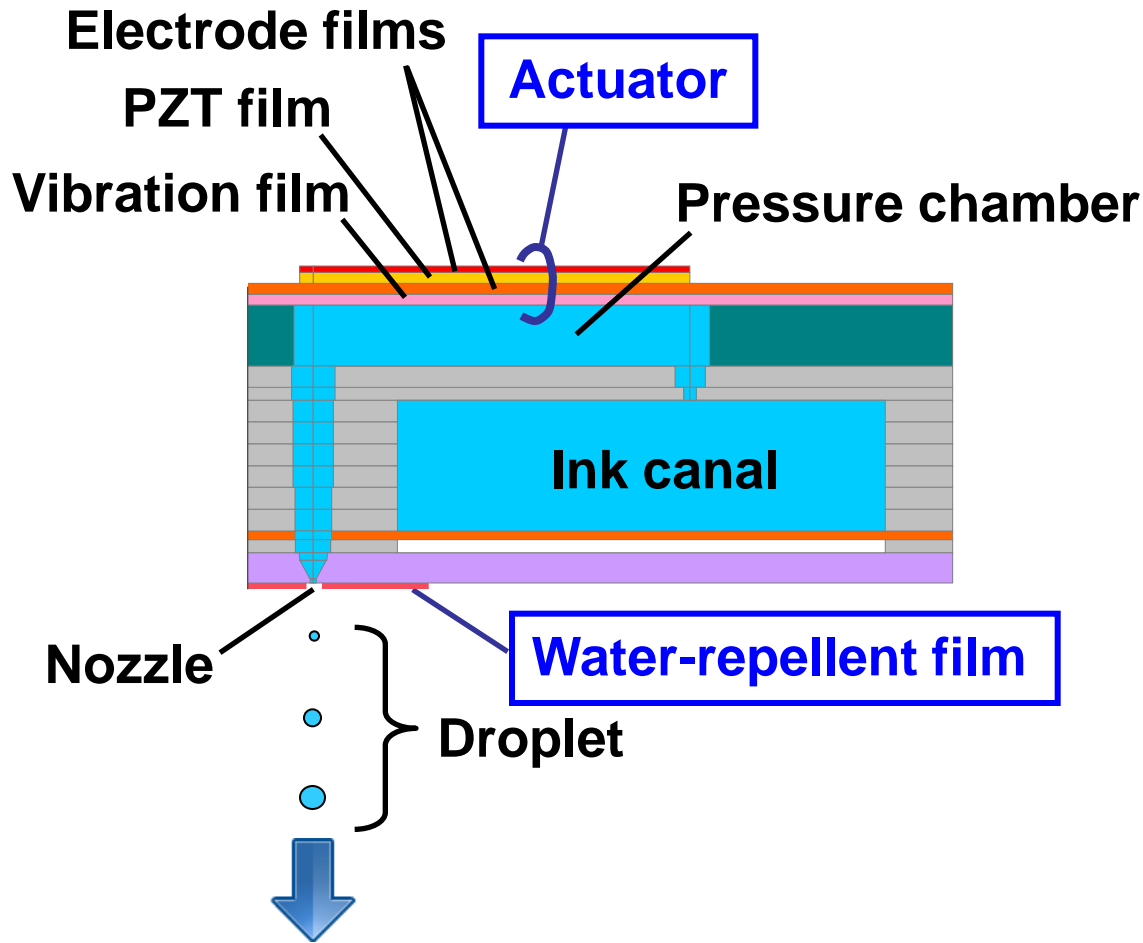 Electrode films
Actuator
PZT film
Vibration film
Pressure chamber
Ink canal
Nozzle
Water-repellent film
Droplet